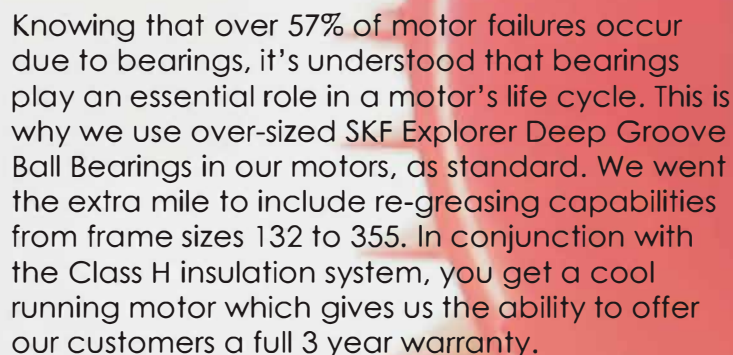 Knowing that over 57% of motor failures occur
due to bearings, it's understood that bearings
play an essential role in a motor's life cycle. This is
why we use over-sized SKF Explorer Deep Groove
Ball Bearings in our motors, as standard. We went
the extra mile to include re-greasing capabilities
from frame sizes 132 to 355. In conjunction with
the Class H insulation system, you get a cool
running motor which gives us the ability to offer
our customers a full 3 year warranty.